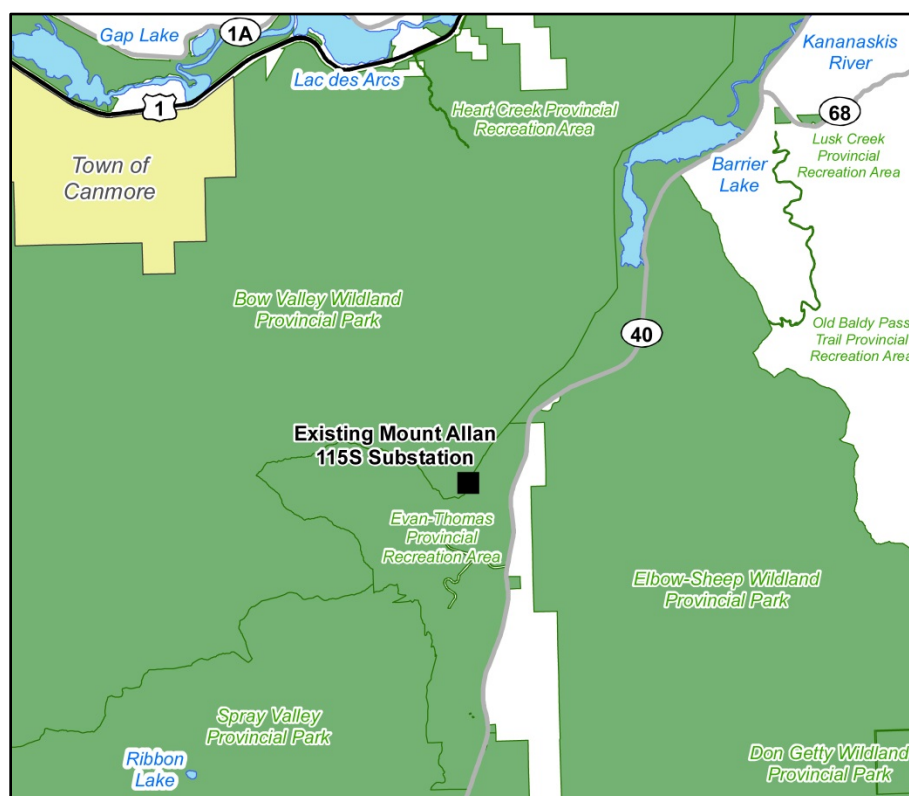 Gap Lake
1A
Kananaskis
River
Lac des Arcs
1
Heart Creek Provincial
Recreation Area
68
Lusk Creek
Provincial
Recreation Area
Town of
Canmore
Barrier
Lake
Bow Valley Wildland
Provincial Park
Old Baldy Pass
Trail Provincial
Recreation Area
40
Existing Mount Allan
115S Substation
Evan-Thomas
Provincial
Recreation Area
Elbow-Sheep Wildland
Provincial Park
Spray Valley
Provincial Park
Ribbon
Lake
Don Getty Wildland
Provincial Park